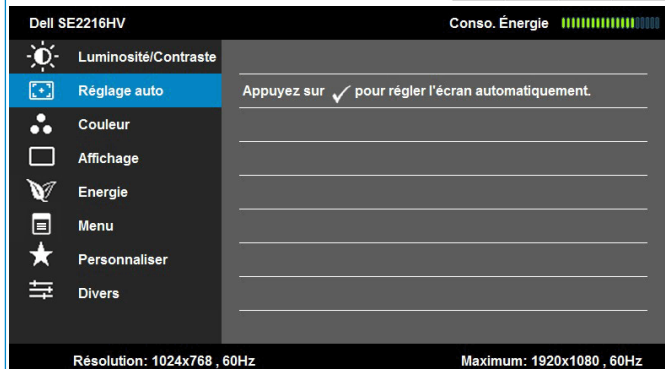 Dell SE2216HV Conso. Énergie
Luminosité/Contraste
Réglage auto Appuyez sur ✓ pour régler l'écran automatiquement.
Couleur
Affichage
Energie
Menu
Personnaliser
Divers
Résolution: 1024x768 , 60Hz Maximum: 1920x1080 , 60Hz